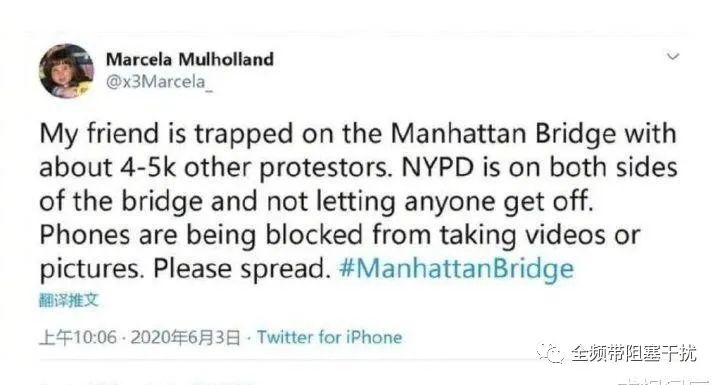 Marcela Mulholland
@x3Marcela_
My friend is trapped on the Manhattan Bridge with
about 4-5k other protestors. NYPD is on both sides
of the bridge and not letting anyone get off.
Phones are being blocked from taking videos or
pictures. Please spread. #ManhattanBridge
翻译推文
上午10:06 · 2020年6月3日 · Twitter for iPhone
全频带阻塞干扰